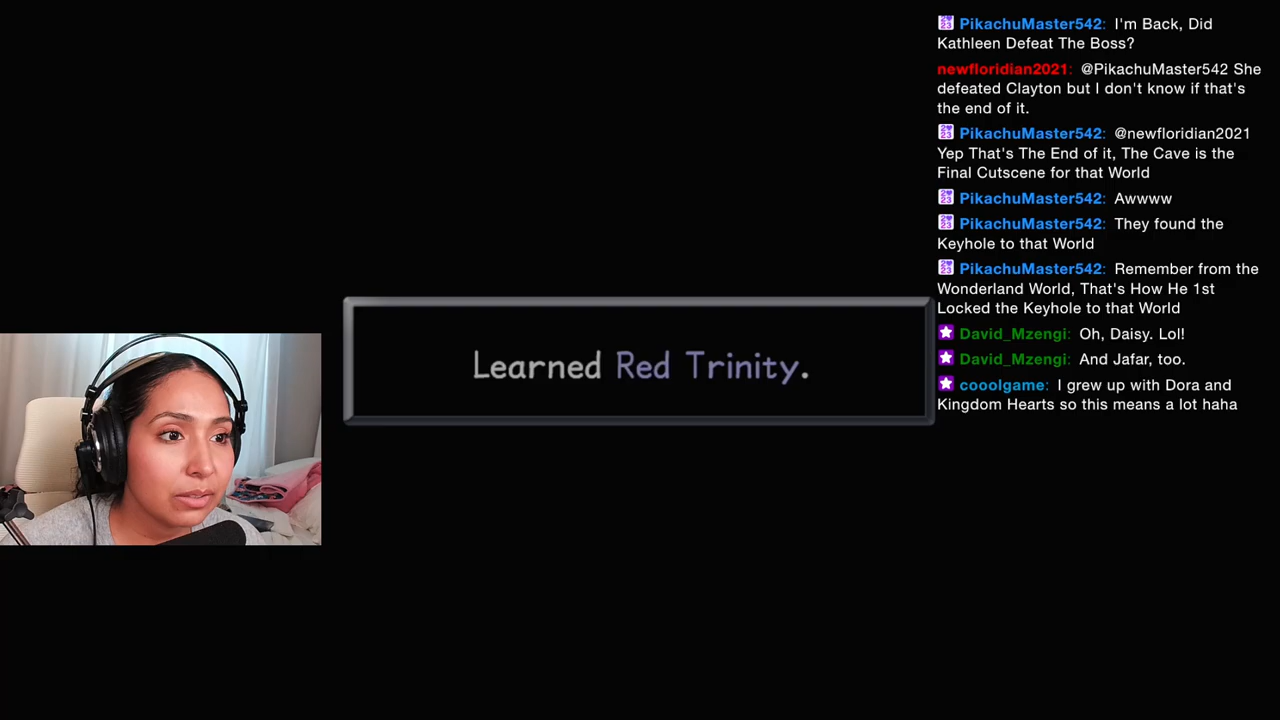 PikachuMaster542: I'm Back, Did
Kathleen Defeat The Boss?
newfloridian2021: @PikachuMaster542 She
defeated Clayton but I don't know if that's
the end of it.
PikachuMaster542: @newfloridian2021
Yep That's The End of it, The Cave is the
Final Cutscene for that World
PikachuMaster542: Awwww
PikachuMaster542: They found the
Keyhole to that World
PikachuMaster542: Remember from the
Wonderland World, That's How He 1st
Locked the Keyhole to that World
David_Mzengi: Oh, Daisy. Lol!
David_Mzengi: And Jafar, too.
cooolgame: I grew up with Dora and
Kingdom Hearts so this means a lot haha
Learned Red Trinity.